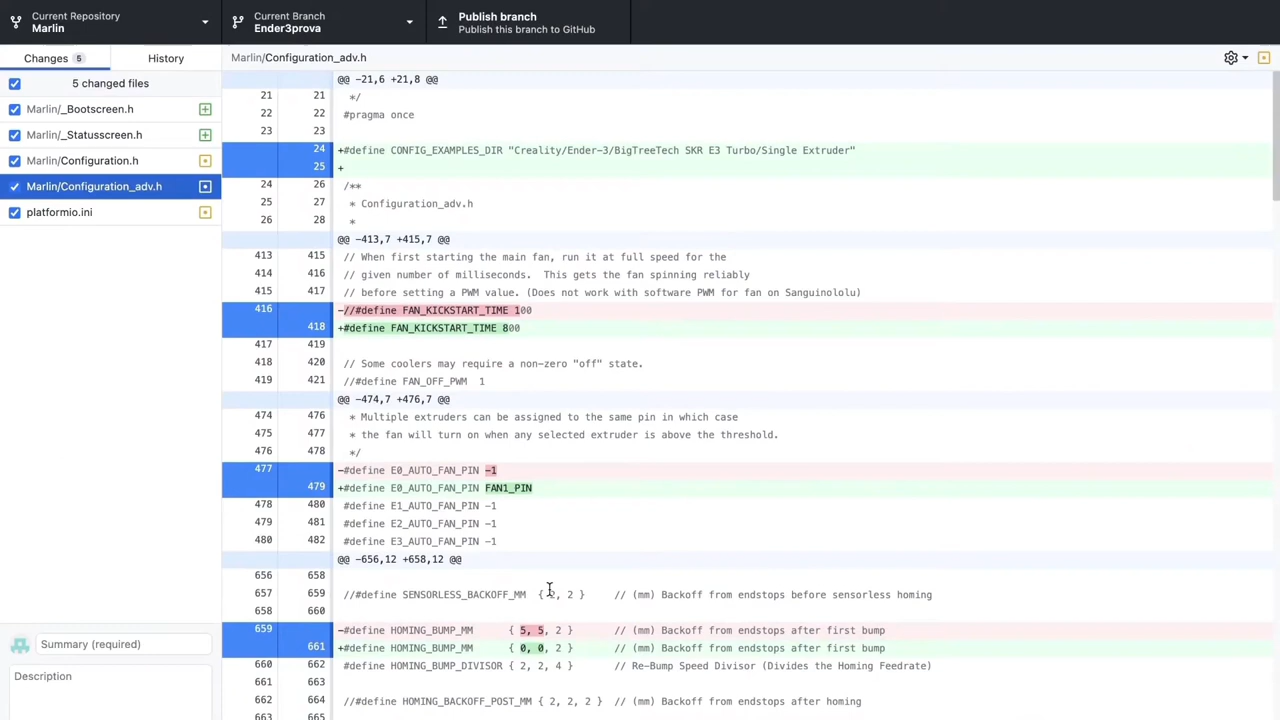 Current Repository
Marlin
Current Branch
Ender3prova
Publish branch
Publish this branch to GitHub
Changes 5
History
Marlin/Configuration_adv.h
5 changed files
Marlin/_Bootscreen.h
Marlin/_Statusscreen.h
Marlin/Configuration.h
Marlin/Configuration_adv.h
platformio.ini
@@ -21,6 +21,8 @@
21 21 */
22 22 #pragma once
23 23
24 +#define CONFIG_EXAMPLES_DIR "Creality/Ender-3/BigTreeTech SKR E3 Turbo/Single Extruder"
25 +
24 26 /**
25 27 * Configuration_adv.h
26 28 *
@@ -413,7 +415,7 @@
413 415 // When first starting the main fan, run it at full speed for the
414 416 // given number of milliseconds.  This gets the fan spinning reliably
415 417 // before setting a PWM value. (Does not work with software PWM for fan on Sanguinololu)
416 -//#define FAN_KICKSTART_TIME 100
418 +#define FAN_KICKSTART_TIME 800
417 419
418 420 // Some coolers may require a non-zero "off" state.
419 421 //#define FAN_OFF_PWM  1
@@ -474,7 +476,7 @@
474 476 * Multiple extruders can be assigned to the same pin in which case
475 477 * the fan will turn on when any selected extruder is above the threshold.
476 478 */
477 -#define E0_AUTO_FAN_PIN -1
479 +#define E0_AUTO_FAN_PIN FAN1_PIN
478 480 #define E1_AUTO_FAN_PIN -1
479 481 #define E2_AUTO_FAN_PIN -1
480 482 #define E3_AUTO_FAN_PIN -1
@@ -656,12 +658,12 @@
656 658
657 659 //#define SENSORLESS_BACKOFF_MM  { 2, 2 }     // (mm) Backoff from endstops before sensorless homing
658 660
659 -#define HOMING_BUMP_MM      { 5, 5, 2 }       // (mm) Backoff from endstops after first bump
661 +#define HOMING_BUMP_MM      { 0, 0, 2 }       // (mm) Backoff from endstops after first bump
660 662 #define HOMING_BUMP_DIVISOR { 2, 2, 4 }       // Re-Bump Speed Divisor (Divides the Homing Feedrate)
661 663
662 664 //#define HOMING_BACKOFF_POST_MM { 2, 2, 2 }  // (mm) Backoff from endstops after homing
663 665
Summary (required)
Description